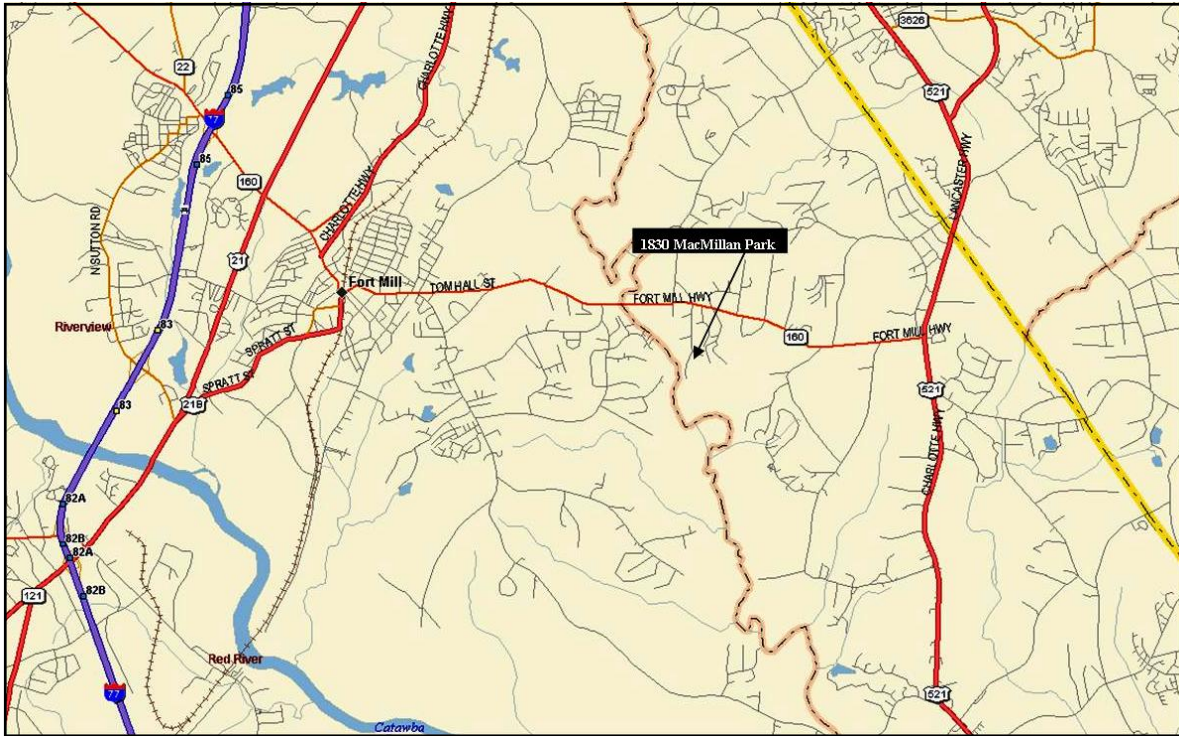 3626
22
CHARLOTTE HWY
85
521
77
85
160
LANCASTER HWY
N SUTTON RD
CHARLOTTE HWY
1830 MacMillan Park
21
Fort Mill
TOM HALL ST
FORT MILL HWY
Riverview
83
SPRATT ST
160
FORT MILL HWY
SPRATT ST
521
83
21B
CHARLOTTE HWY
82A
82B
82A
82B
121
Red River
77
521
Catawba